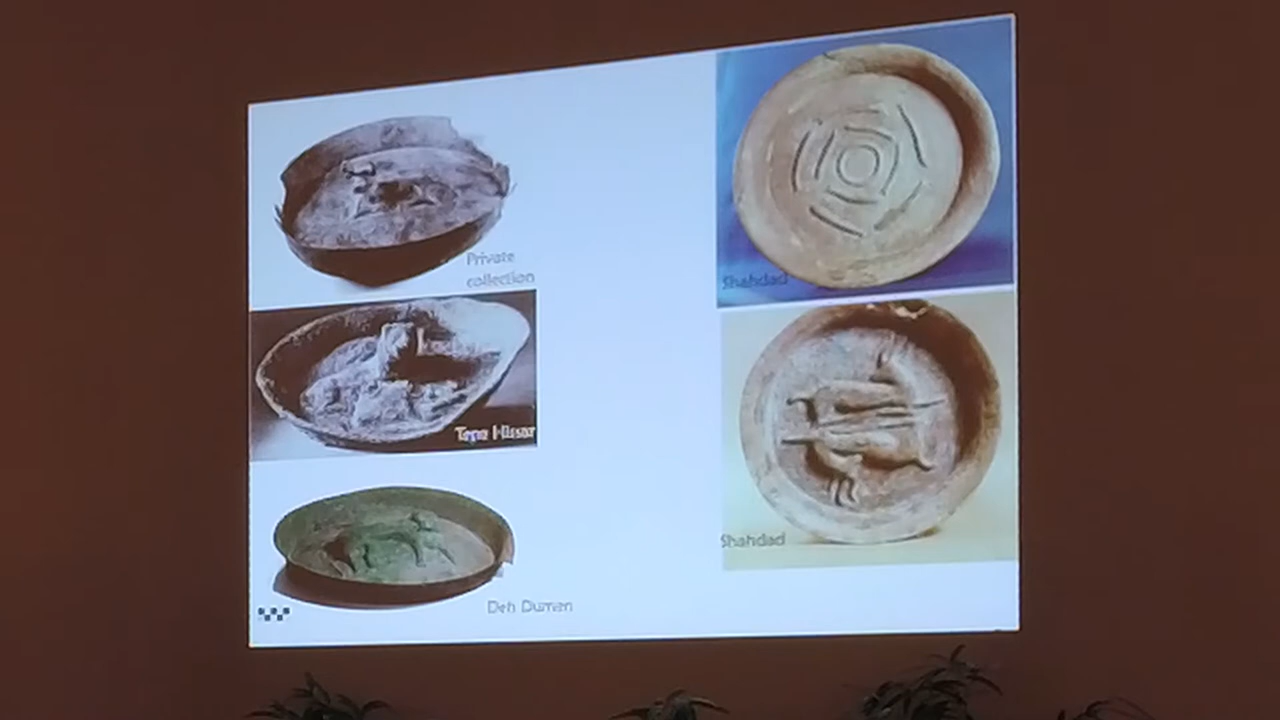 Private
collection
Tepe Hissar
Deh Dumen
Shahdad
Shahdad